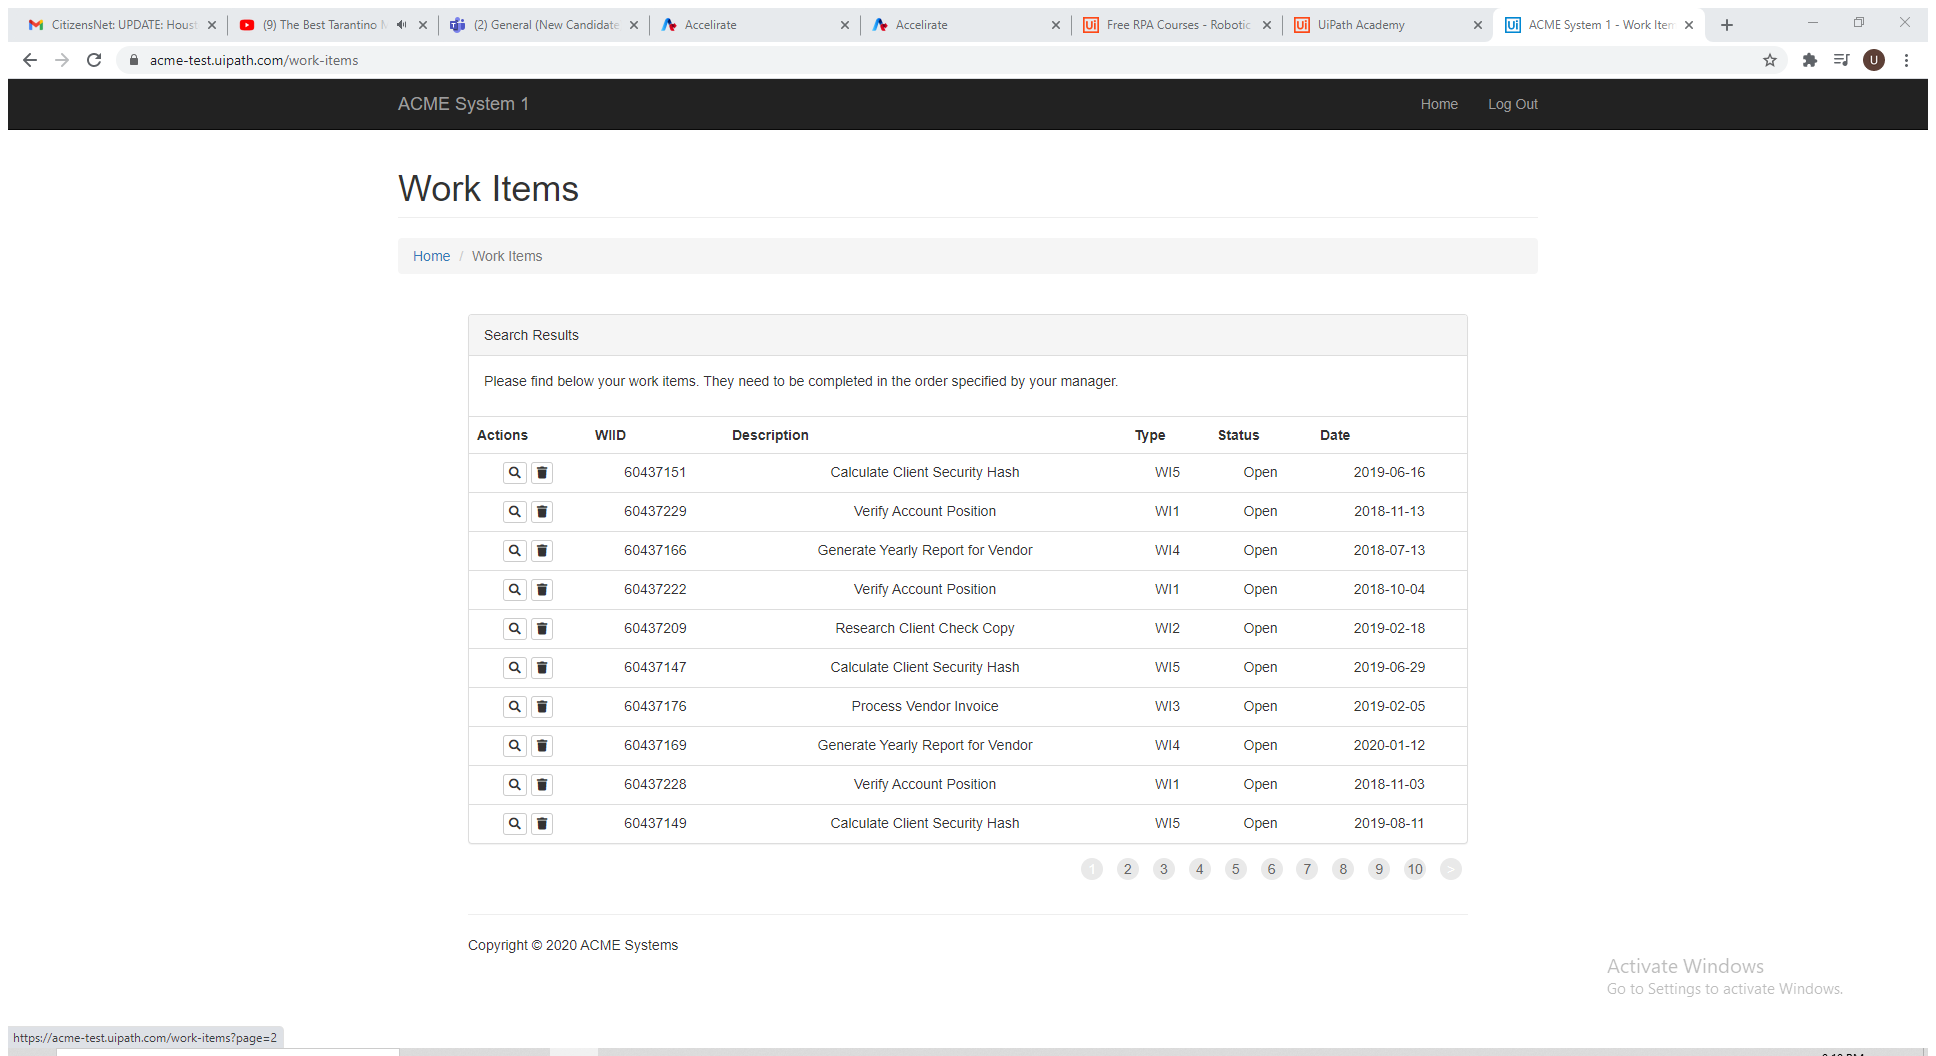 CitizensNet: UPDATE: Houst
(9) The Best Tarantino M
(2) General (New Candidate
Accelirate
Accelirate
Free RPA Courses - Robotic
UiPath Academy
ACME System 1 - Work Item
acme-test.uipath.com/work-items
U
ACME System 1
Home
Log Out
Work Items
Home / Work Items
Search Results
Please find below your work items. They need to be completed in the order specified by your manager.
Actions WIID Description Type Status Date
60437151 Calculate Client Security Hash WI5 Open 2019-06-16
60437229 Verify Account Position WI1 Open 2018-11-13
60437166 Generate Yearly Report for Vendor WI4 Open 2018-07-13
60437222 Verify Account Position WI1 Open 2018-10-04
60437209 Research Client Check Copy WI2 Open 2019-02-18
60437147 Calculate Client Security Hash WI5 Open 2019-06-29
60437176 Process Vendor Invoice WI3 Open 2019-02-05
60437169 Generate Yearly Report for Vendor WI4 Open 2020-01-12
60437228 Verify Account Position WI1 Open 2018-11-03
60437149 Calculate Client Security Hash WI5 Open 2019-08-11
1 2 3 4 5 6 7 8 9 10 >
Copyright © 2020 ACME Systems
Activate Windows
Go to Settings to activate Windows.
https://acme-test.uipath.com/work-items?page=2